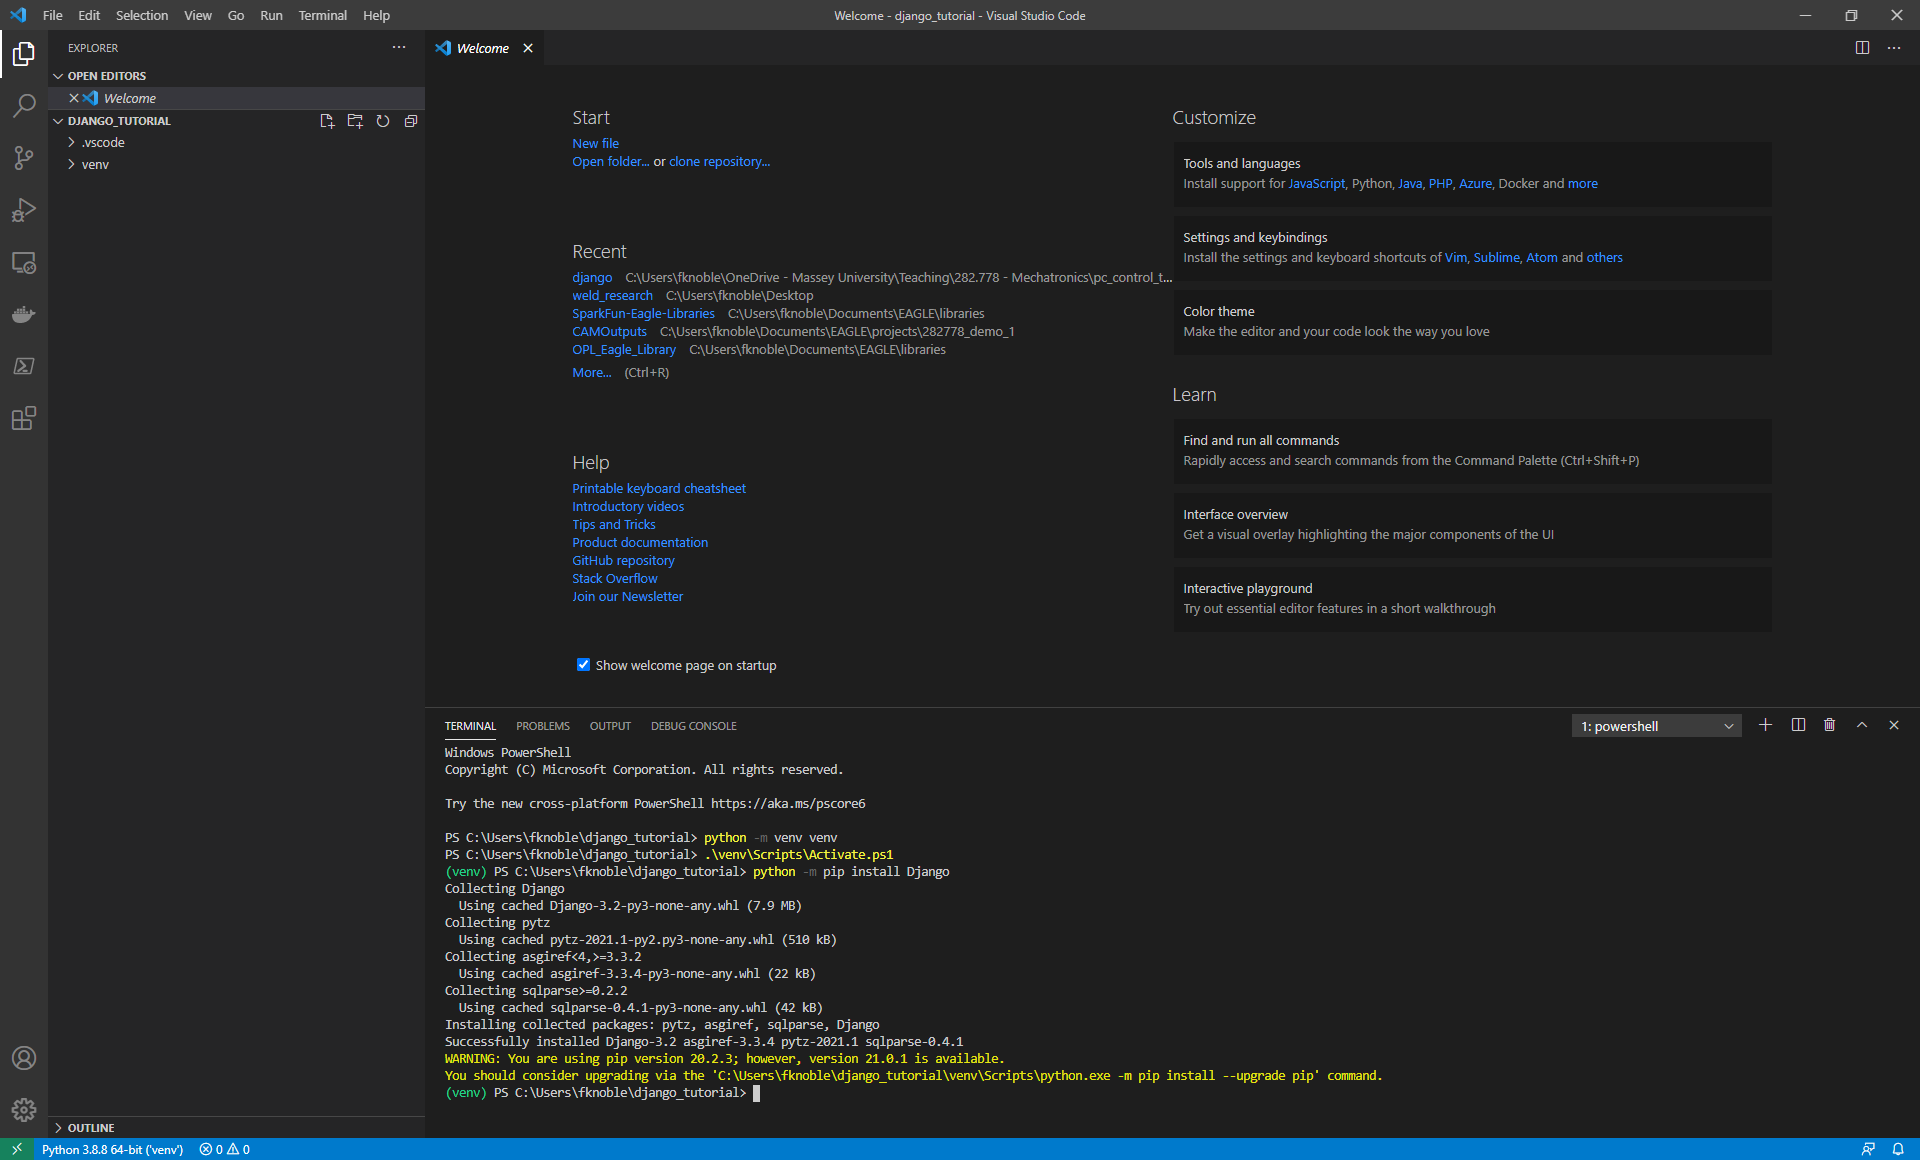 File Edit Selection View Go Run Terminal Help
Welcome - django_tutorial - Visual Studio Code
EXPLORER
OPEN EDITORS
Welcome
DJANGO_TUTORIAL
.vscode
venv
OUTLINE
Welcome
Start
New file
Open folder... or clone repository...
Recent
django C:\Users\fknoble\OneDrive - Massey University\Teaching\282.778 - Mechatronics\pc_control_t...
weld_research C:\Users\fknoble\Desktop
SparkFun-Eagle-Libraries C:\Users\fknoble\Documents\EAGLE\libraries
CAMOutputs C:\Users\fknoble\Documents\EAGLE\projects\282778_demo_1
OPL_Eagle_Library C:\Users\fknoble\Documents\EAGLE\libraries
More... (Ctrl+R)
Help
Printable keyboard cheatsheet
Introductory videos
Tips and Tricks
Product documentation
GitHub repository
Stack Overflow
Join our Newsletter
Show welcome page on startup
Customize
Tools and languages
Install support for JavaScript, Python, Java, PHP, Azure, Docker and more
Settings and keybindings
Install the settings and keyboard shortcuts of Vim, Sublime, Atom and others
Color theme
Make the editor and your code look the way you love
Learn
Find and run all commands
Rapidly access and search commands from the Command Palette (Ctrl+Shift+P)
Interface overview
Get a visual overlay highlighting the major components of the UI
Interactive playground
Try out essential editor features in a short walkthrough
TERMINAL PROBLEMS OUTPUT DEBUG CONSOLE
1: powershell
Windows PowerShell
Copyright (C) Microsoft Corporation. All rights reserved.
Try the new cross-platform PowerShell https://aka.ms/pscore6
PS C:\Users\fknoble\django_tutorial> python -m venv venv
PS C:\Users\fknoble\django_tutorial> .\venv\Scripts\Activate.ps1
(venv) PS C:\Users\fknoble\django_tutorial> python -m pip install Django
Collecting Django
Using cached Django-3.2-py3-none-any.whl (7.9 MB)
Collecting pytz
Using cached pytz-2021.1-py2.py3-none-any.whl (510 kB)
Collecting asgiref<4,>=3.3.2
Using cached asgiref-3.3.4-py3-none-any.whl (22 kB)
Collecting sqlparse>=0.2.2
Using cached sqlparse-0.4.1-py3-none-any.whl (42 kB)
Installing collected packages: pytz, asgiref, sqlparse, Django
Successfully installed Django-3.2 asgiref-3.3.4 pytz-2021.1 sqlparse-0.4.1
WARNING: You are using pip version 20.2.3; however, version 21.0.1 is available.
You should consider upgrading via the 'C:\Users\fknoble\django_tutorial\venv\Scripts\python.exe -m pip install --upgrade pip' command.
(venv) PS C:\Users\fknoble\django_tutorial>
Python 3.8.8 64-bit ('venv') 0 0